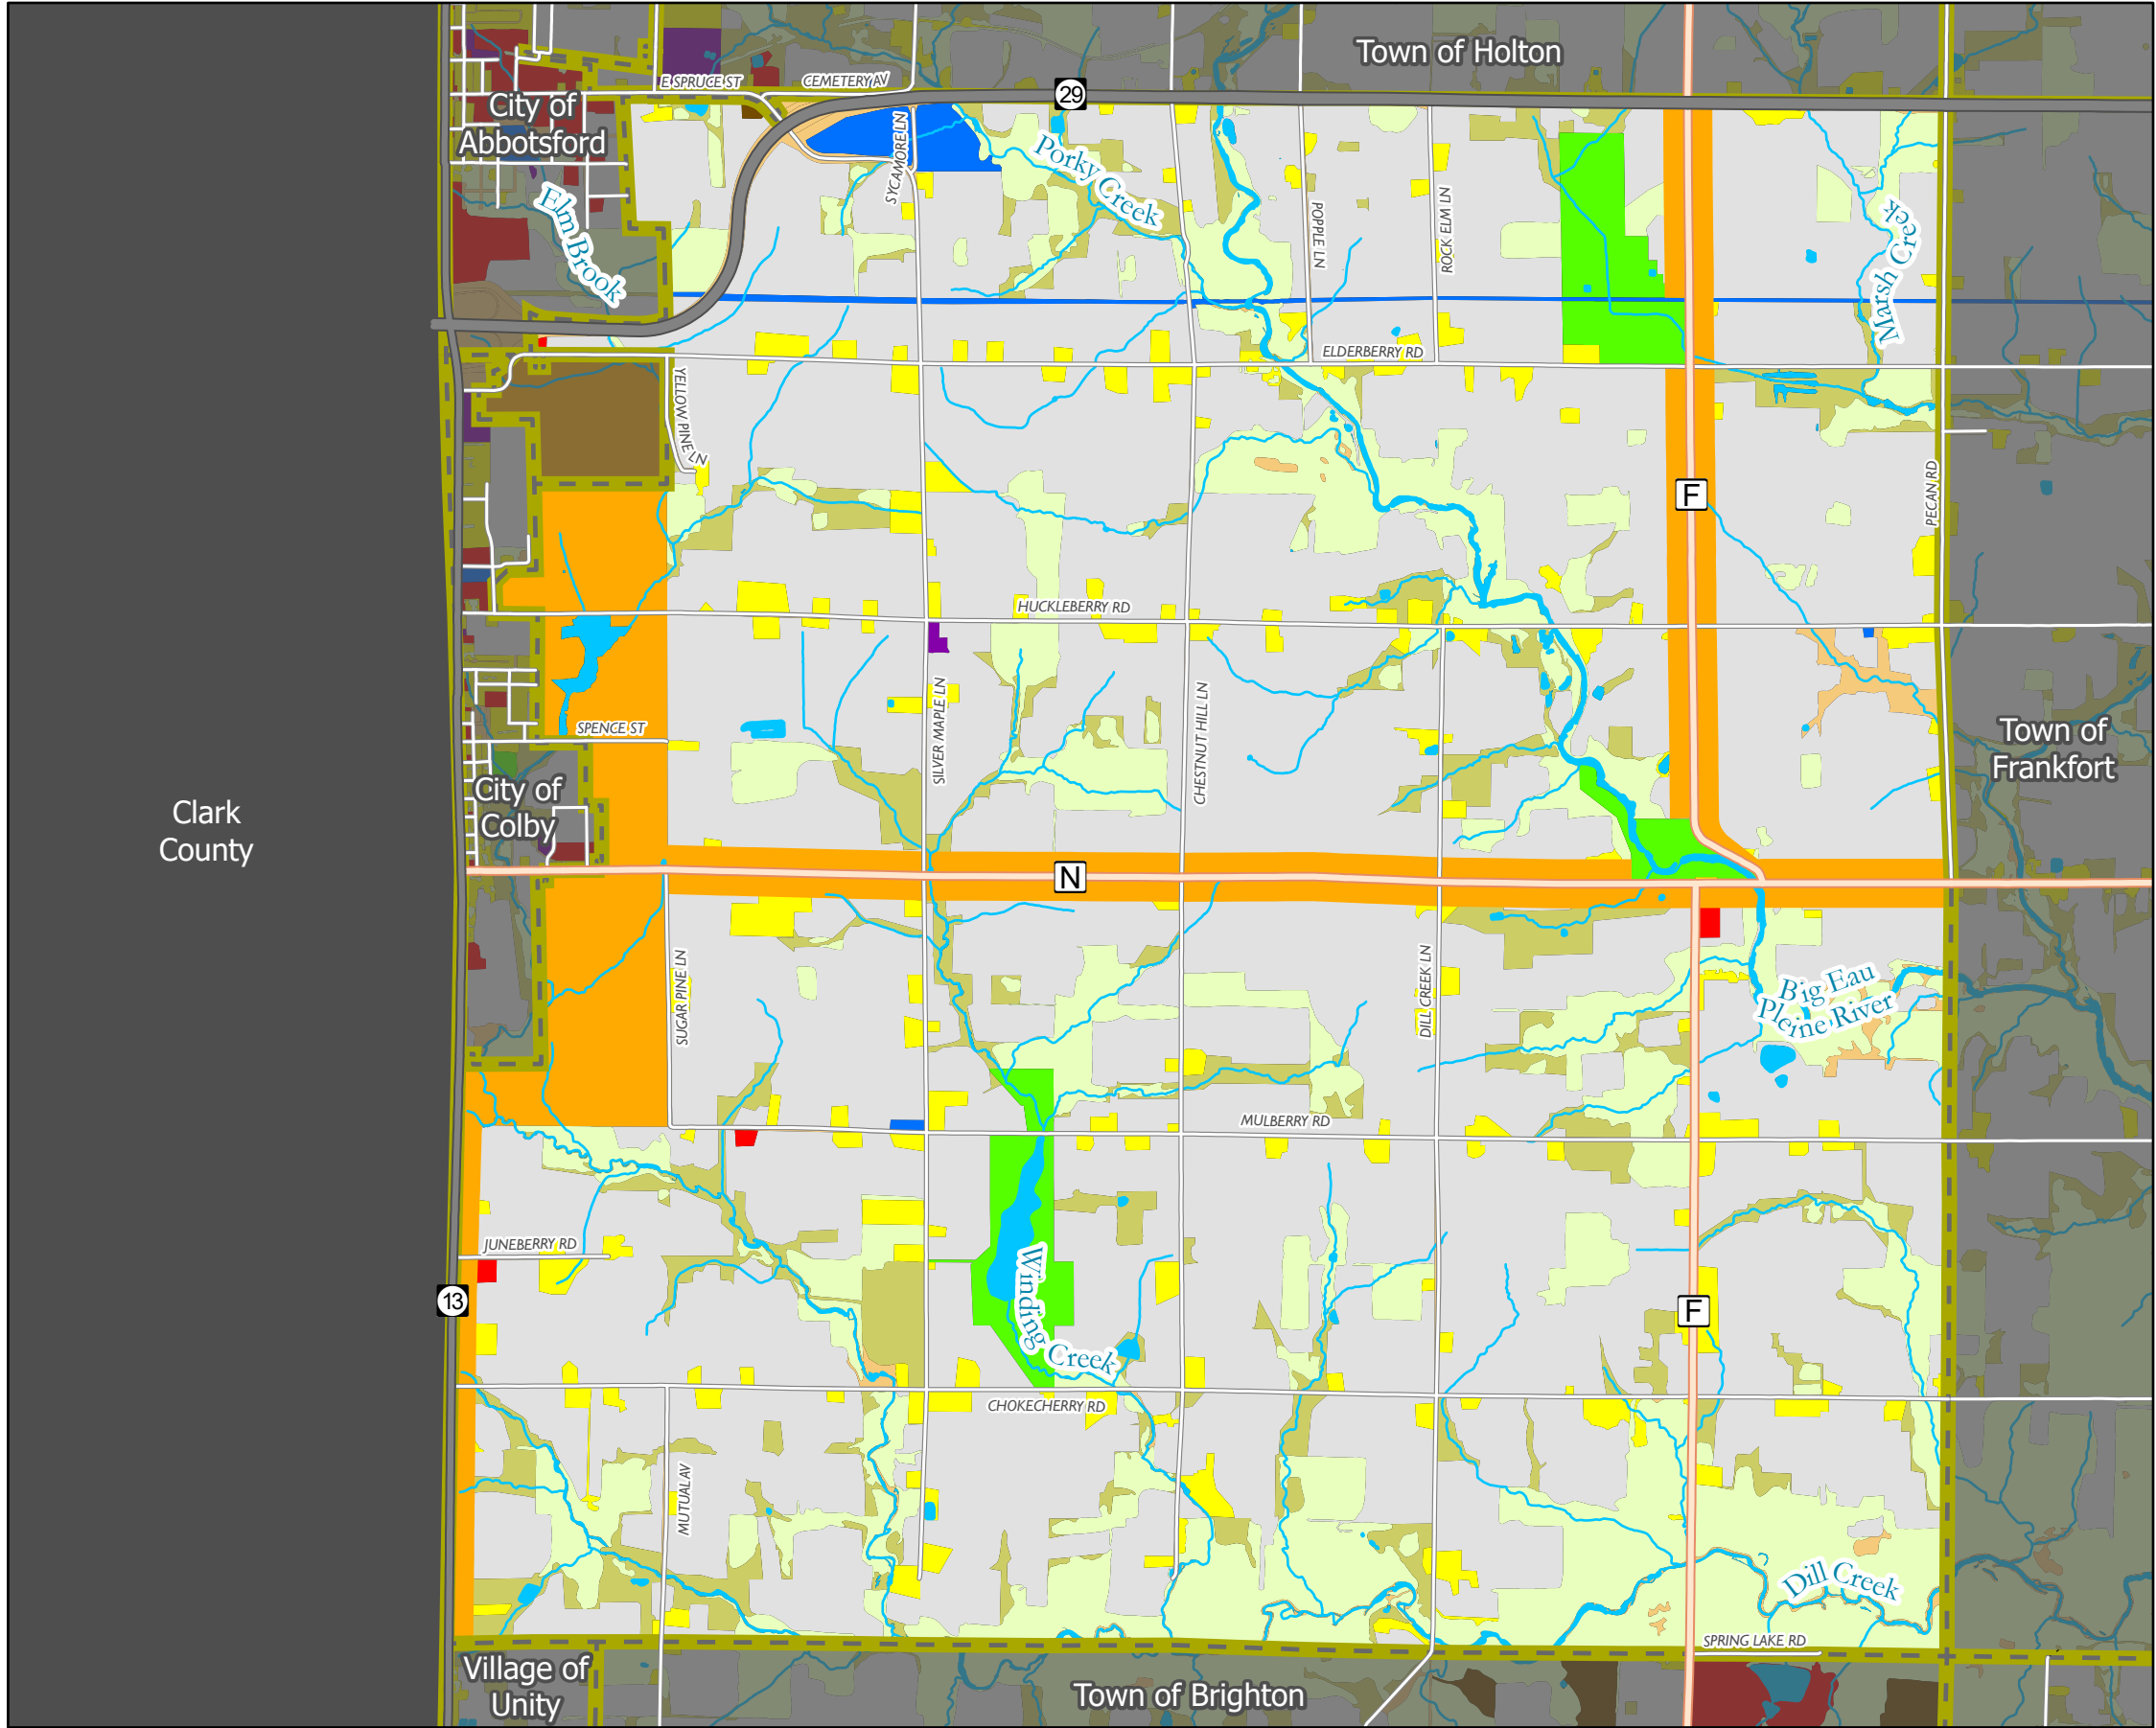 Town of Holton
E SPRUCE ST
CEMETERY AV
29
City of
Abbotsford
SYCAMORE LN
Porky Creek
Elm Brook
POPPLE LN
ROCK ELM LN
Marsh Creek
ELDERBERRY RD
YELLOW PINE LN
F
PECAN RD
HUCKLEBERRY RD
SILVER MAPLE LN
CHESTNUT HILL LN
SPENCE ST
Town of
Frankfort
City of
Colby
Clark
County
N
SUGAR PINE LN
DILL CREEK LN
Big Eau
Pleine River
MULBERRY RD
JUNEBERRY RD
13
Winding Creek
F
CHOKECHERRY RD
MUTUAL AV
Dill Creek
SPRING LAKE RD
Village of
Unity
Town of Brighton